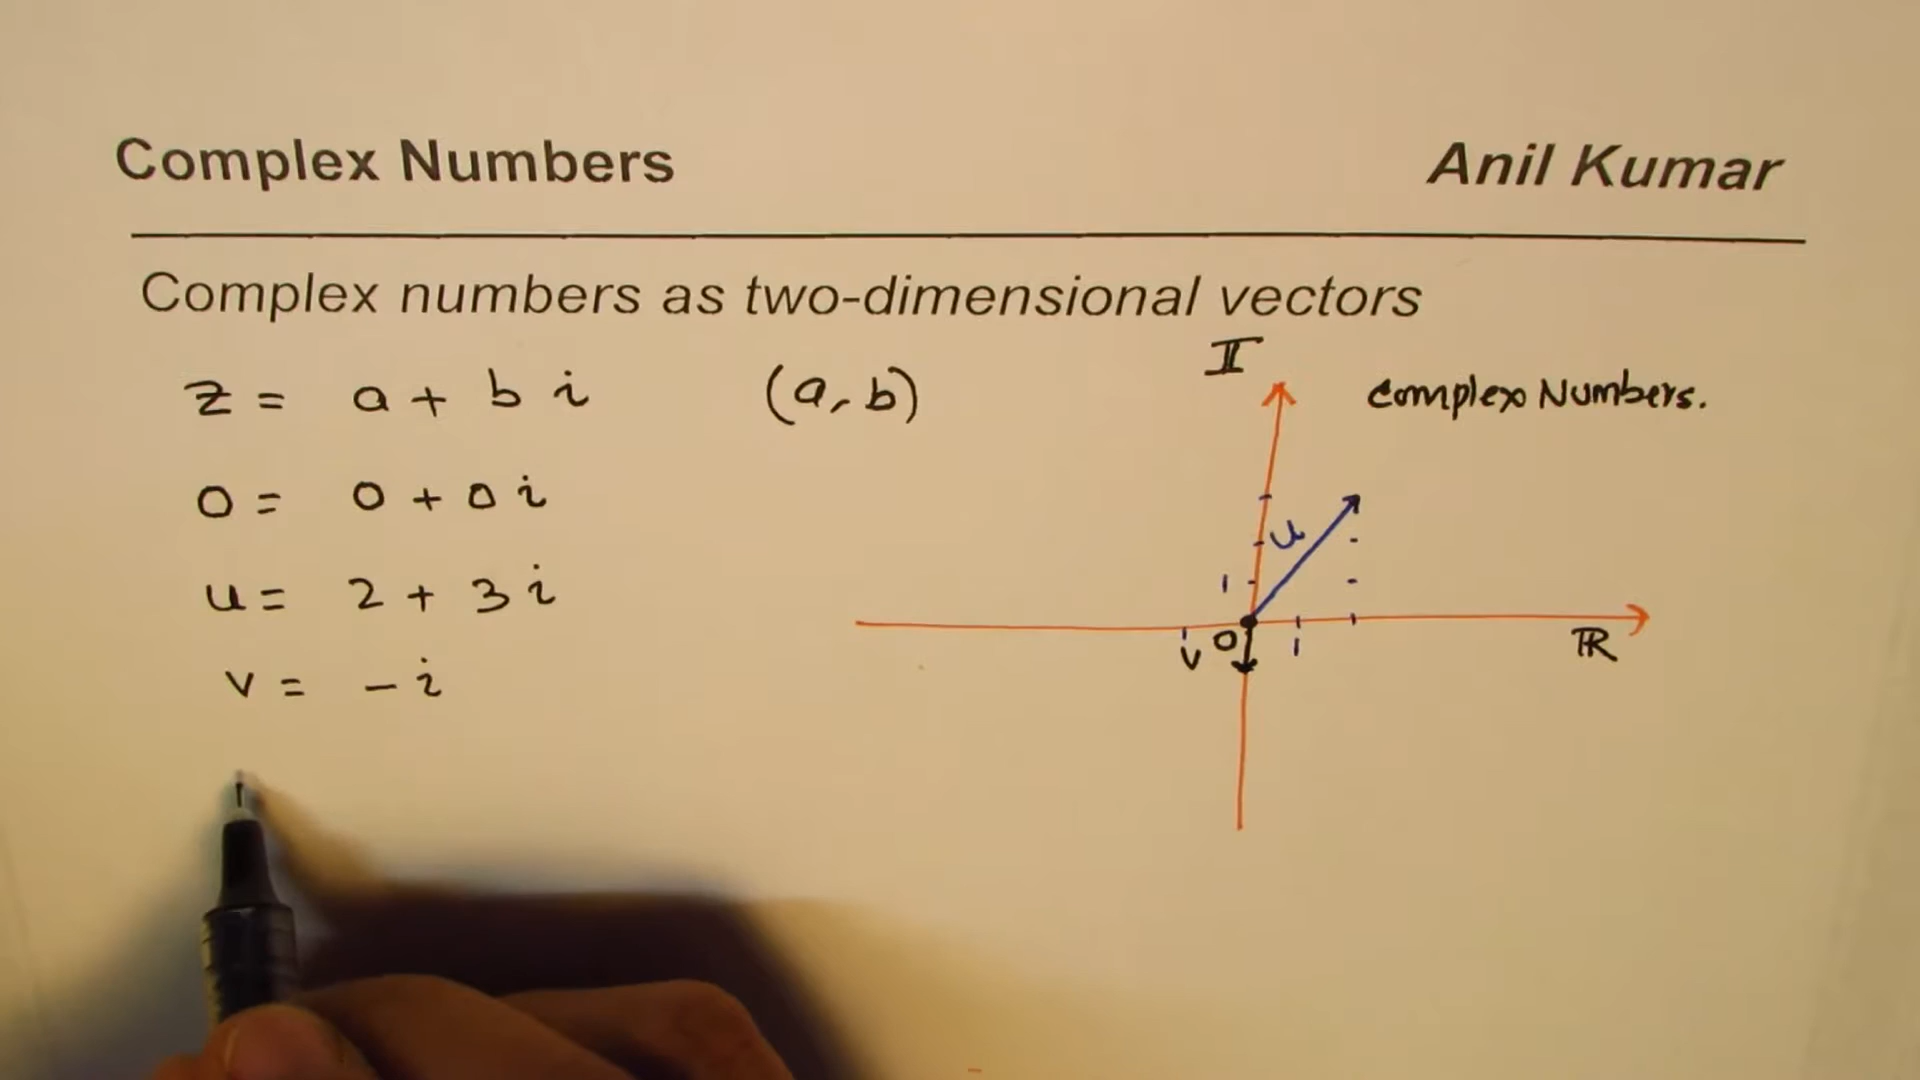 Complex Numbers Anil Kumar
Complex numbers as two-dimensional vectors
z = a + b i (a, b)
0 = 0 + 0 i
u = 2 + 3 i
v = - i
I
Complex Numbers.
u
1
v 0 1 R